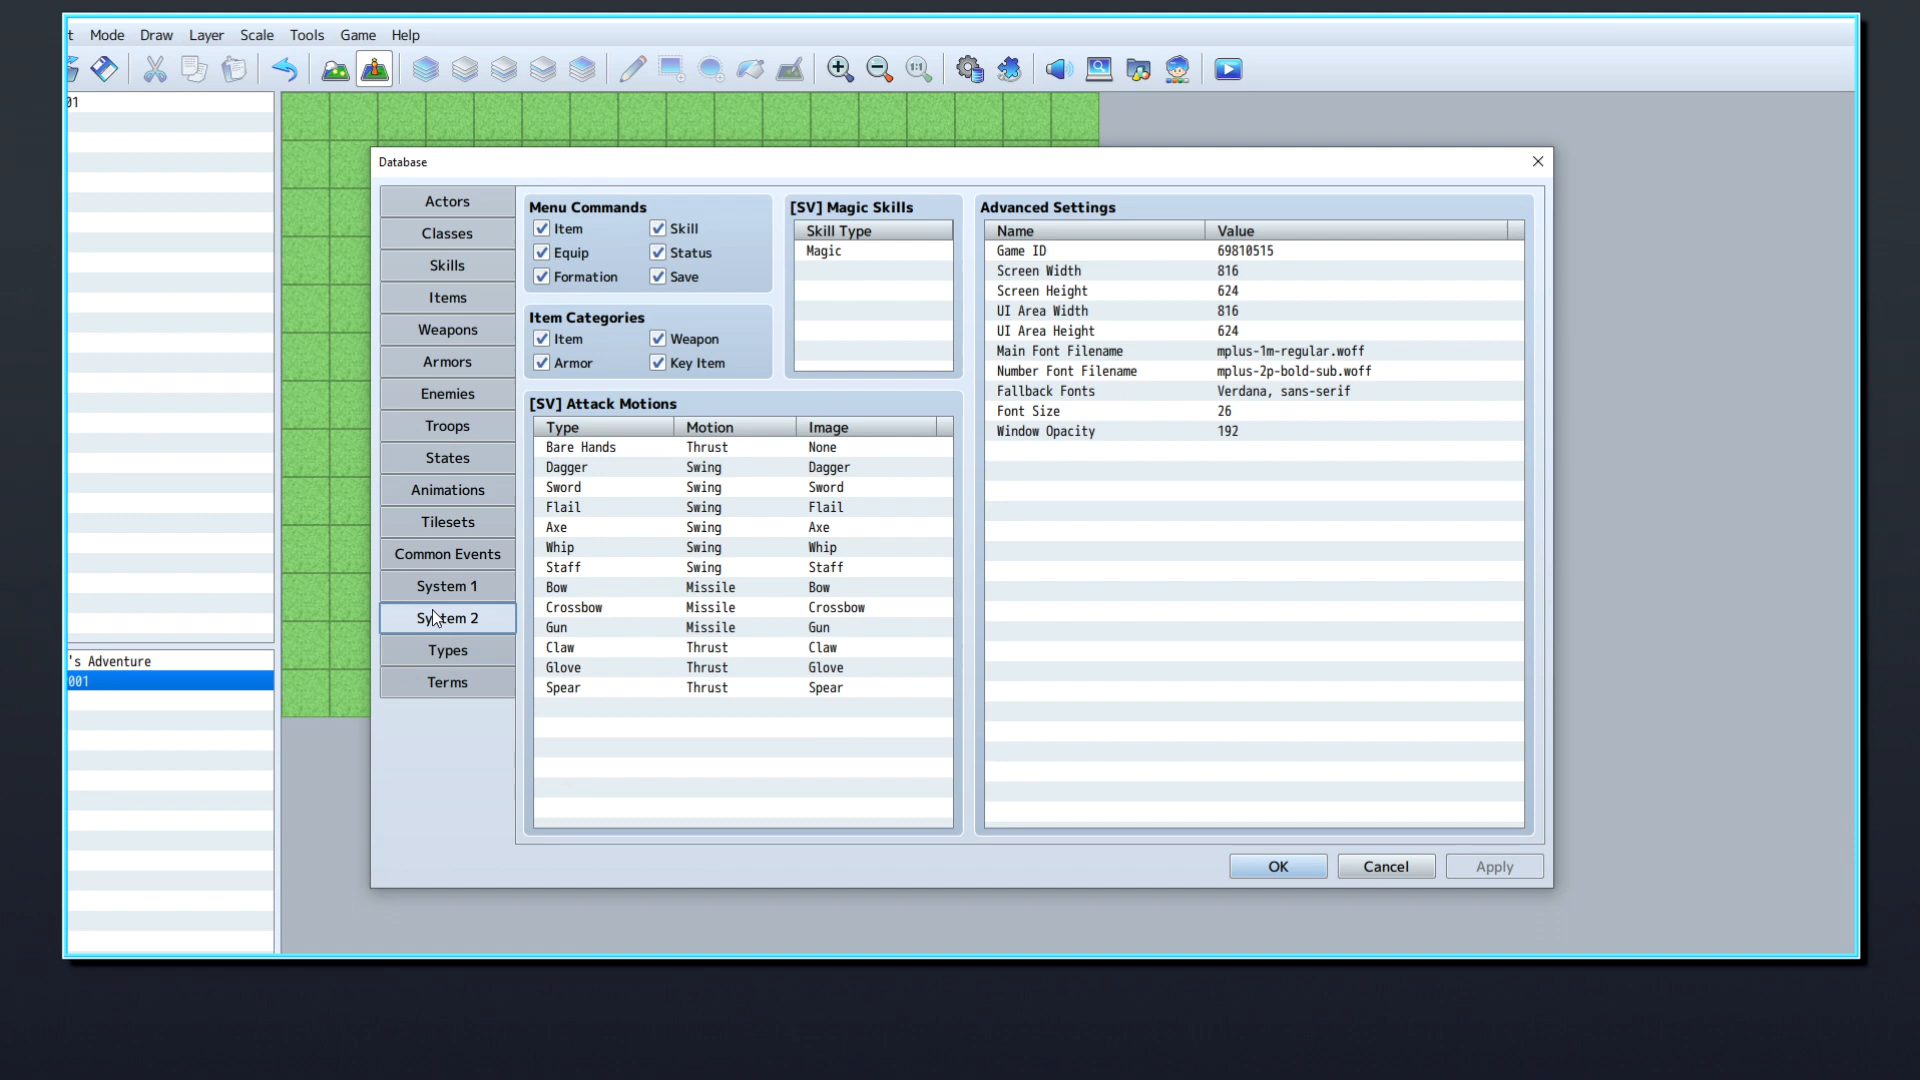 t Mode Draw Layer Scale Tools Game Help
1:1
01
Database
Actors
Classes
Skills
Items
Weapons
Armors
Enemies
Troops
States
Animations
Tilesets
Common Events
System 1
System 2
Types
Terms
Menu Commands
Item Skill
Equip Status
Formation Save
Item Categories
Item Weapon
Armor Key Item
[SV] Magic Skills
Skill Type
Magic
[SV] Attack Motions
Type Motion Image
Bare Hands Thrust None
Dagger Swing Dagger
Sword Swing Sword
Flail Swing Flail
Axe Swing Axe
Whip Swing Whip
Staff Swing Staff
Bow Missile Bow
Crossbow Missile Crossbow
Gun Missile Gun
Claw Thrust Claw
Glove Thrust Glove
Spear Thrust Spear
Advanced Settings
Name Value
Game ID 69810515
Screen Width 816
Screen Height 624
UI Area Width 816
UI Area Height 624
Main Font Filename mplus-1m-regular.woff
Number Font Filename mplus-2p-bold-sub.woff
Fallback Fonts Verdana, sans-serif
Font Size 26
Window Opacity 192
's Adventure
001
OK Cancel Apply